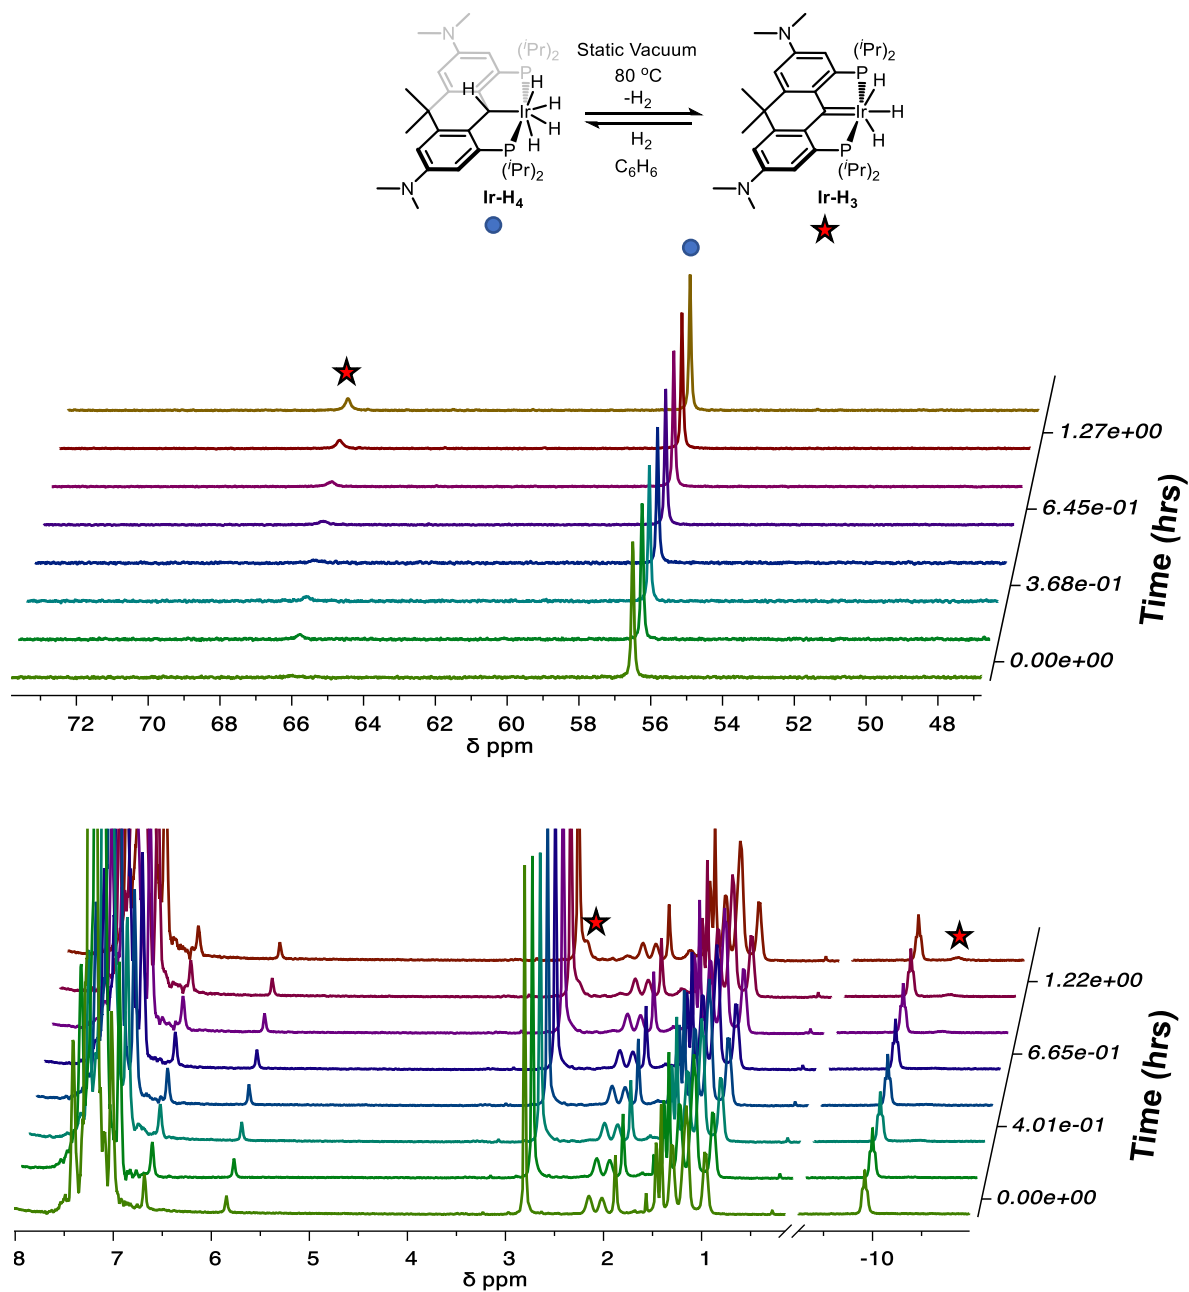 N
(ⁱPr)₂
P
H
H
Ir
H
H
H
P
(ⁱPr)₂
N
Ir-H₄
Static Vacuum
80 ºC
-H₂
H₂
C₆H₆
N
(ⁱPr)₂
P
H
Ir
H
H
P
(ⁱPr)₂
N
Ir-H₃
1.27e+00
6.45e-01
3.68e-01
0.00e+00
Time (hrs)
72 70 68 66 64 62 60 58 56 54 52 50 48
δ ppm
1.22e+00
6.65e-01
4.01e-01
0.00e+00
Time (hrs)
8 7 6 5 4 3 2 1 -10
δ ppm